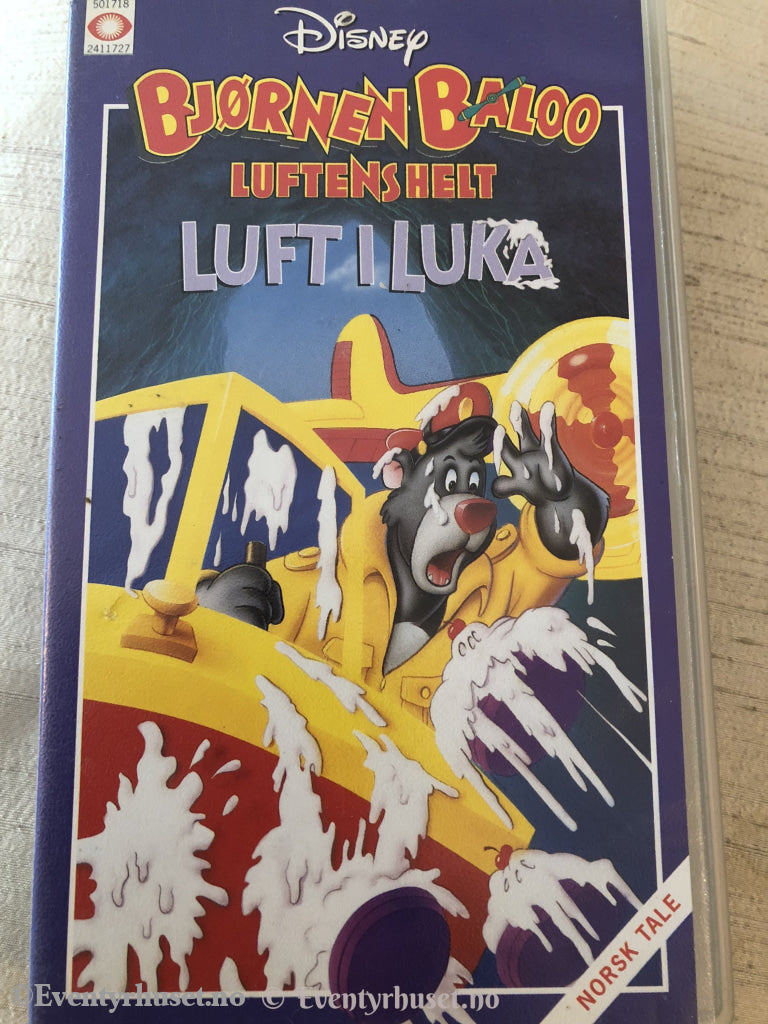 501718
2411727
Disney
BJØRNEN BALOO
LUFTENS HELT
LUFT I LUKA
NORSK TALE
©Eventyrhuset.no © Eventyrhuset.no